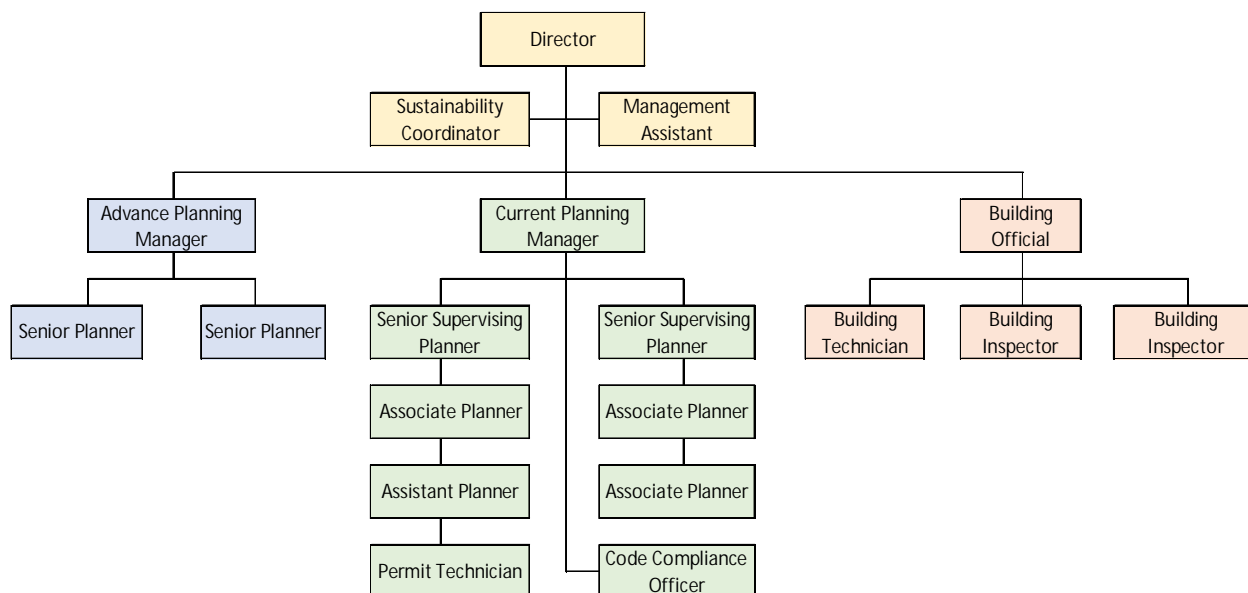 Director
Sustainability
Coordinator
Management
Assistant
Advance Planning
Manager
Current Planning
Manager
Building
Official
Senior Planner
Senior Planner
Senior Supervising
Planner
Senior Supervising
Planner
Building
Technician
Building
Inspector
Building
Inspector
Associate Planner
Associate Planner
Assistant Planner
Associate Planner
Permit Technician
Code Compliance
Officer